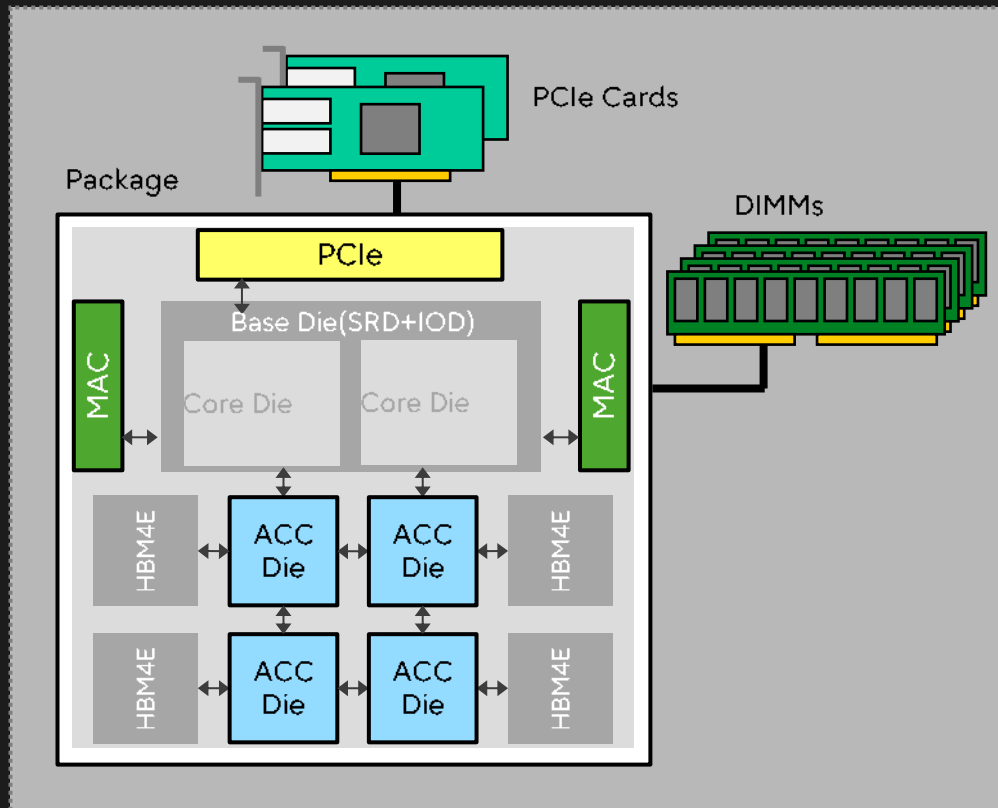 PCIe Cards
Package
DIMMs
PCIe
Base Die(SRD+IOD)
MAC
Core Die
Core Die
MAC
HBM4E
ACC
Die
ACC
Die
HBM4E
HBM4E
ACC
Die
ACC
Die
HBM4E